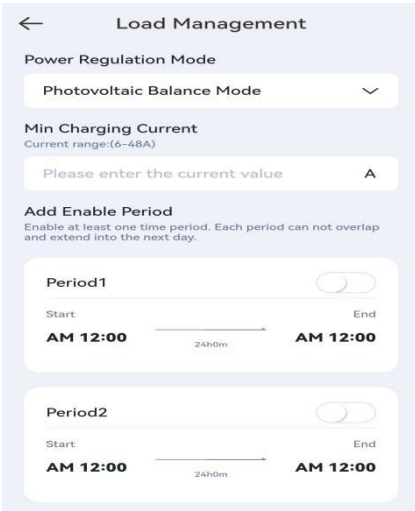 Load Management
Power Regulation Mode
Photovoltaic Balance Mode
Min Charging Current
Current range:(6-48A)
Please enter the current value A
Add Enable Period
Enable at least one time period. Each period can not overlap
and extend into the next day.
Period1
Start End
AM 12:00 24h0m AM 12:00
Period2
Start End
AM 12:00 24h0m AM 12:00